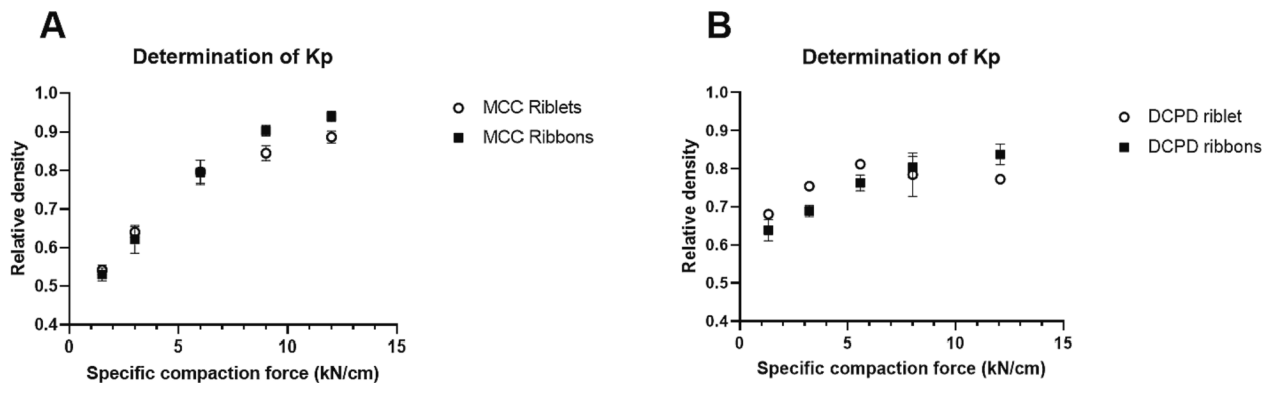 A
Determination of Kp
1.0
0.9
0.8
0.7
0.6
0.5
0.4
Relative density
0
5
10
15
Specific compaction force (kN/cm)
MCC Riblets
MCC Ribbons
B
Determination of Kp
1.0
0.9
0.8
0.7
0.6
0.5
0.4
Relative density
0
5
10
15
Specific compaction force (kN/cm)
DCPD riblet
DCPD ribbons